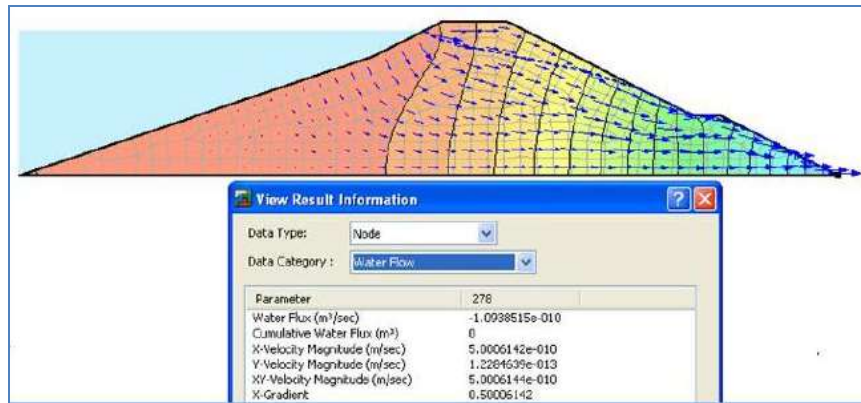 View Result Information
Data Type: Node
Data Category : Water Flow
Parameter 278
Water Flux (m³/sec) -1.0938515e-010
Cumulative Water Flux (m³) 0
X-Velocity Magnitude (m/sec) 5.0006142e-010
Y-Velocity Magnitude (m/sec) 1.2284639e-013
XY-Velocity Magnitude (m/sec) 5.0006144e-010
X-Gradient 0.50006142